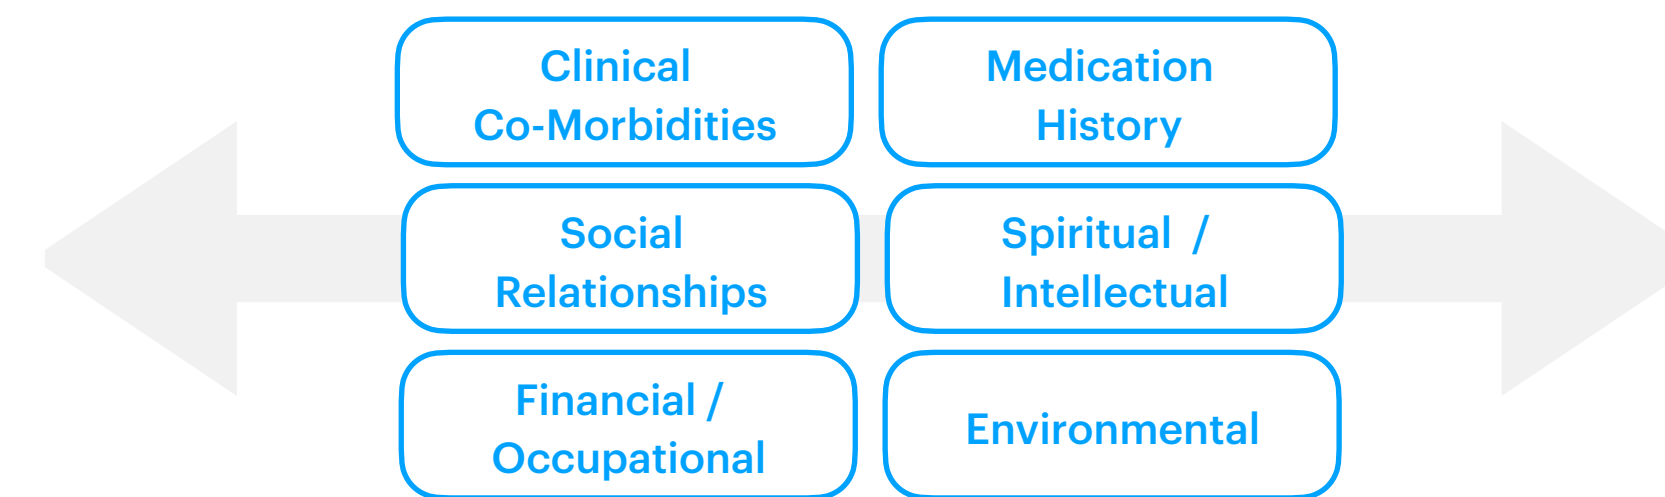 Clinical
Co-Morbidities
Medication
History
Social
Relationships
Spiritual /
Intellectual
Financial /
Occupational
Environmental